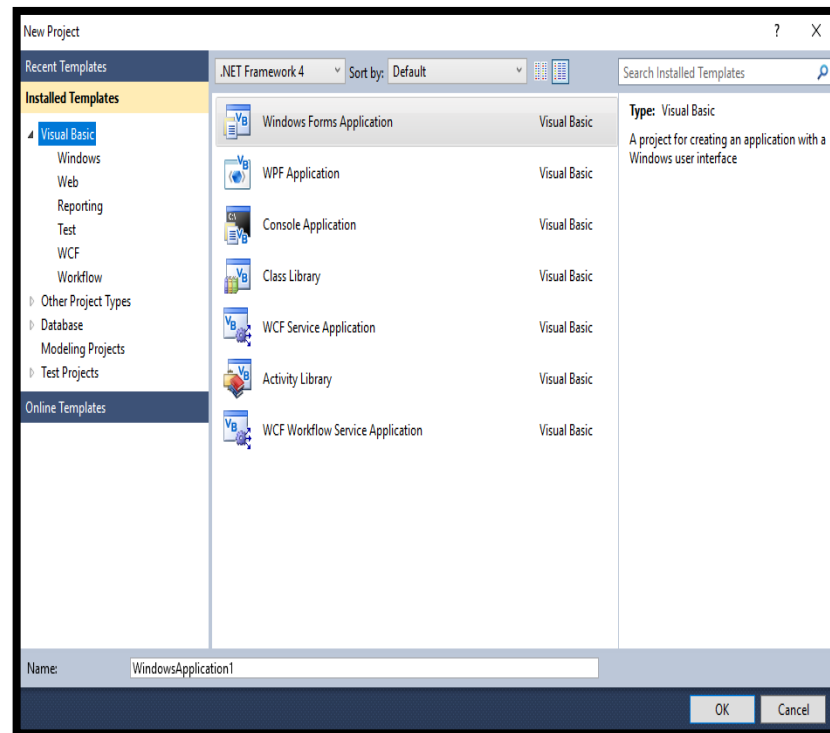 New Project
Recent Templates
Installed Templates
Visual Basic
Windows
Web
Reporting
Test
WCF
Workflow
Other Project Types
Database
Modeling Projects
Test Projects
Online Templates
.NET Framework 4 Sort by: Default
Search Installed Templates
Windows Forms Application Visual Basic
WPF Application Visual Basic
Console Application Visual Basic
Class Library Visual Basic
WCF Service Application Visual Basic
Activity Library Visual Basic
WCF Workflow Service Application Visual Basic
Type: Visual Basic
A project for creating an application with a
Windows user interface
Name: WindowsApplication1
OK Cancel